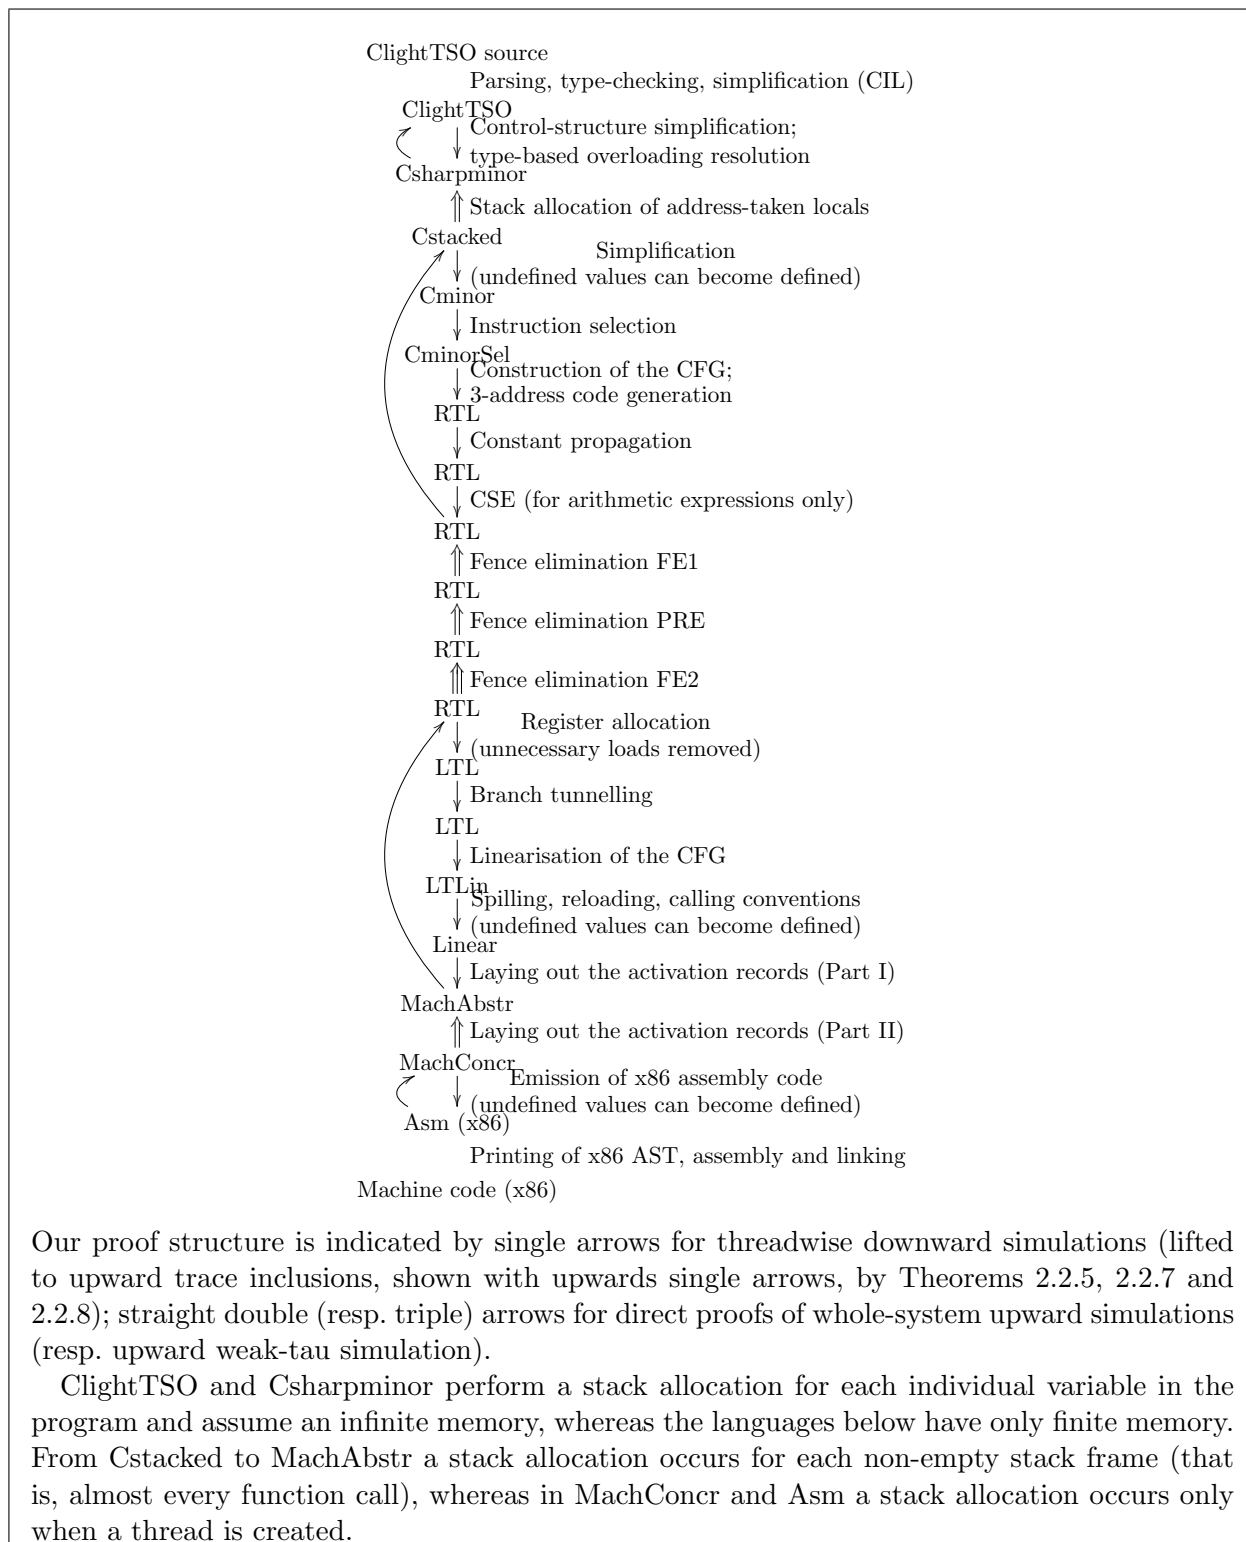 ClightTSO source
Parsing, type-checking, simplification (CIL)
ClightTSO
Control-structure simplification;
type-based overloading resolution
Csharpminor
Stack allocation of address-taken locals
Cstacked
Simplification
(undefined values can become defined)
Cminor
Instruction selection
CminorSel
Construction of the CFG;
3-address code generation
RTL
Constant propagation
RTL
CSE (for arithmetic expressions only)
RTL
Fence elimination FE1
RTL
Fence elimination PRE
RTL
Fence elimination FE2
RTL
Register allocation
(unnecessary loads removed)
LTL
Branch tunnelling
LTL
Linearisation of the CFG
LTLin
Spilling, reloading, calling conventions
(undefined values can become defined)
Linear
Laying out the activation records (Part I)
MachAbstr
Laying out the activation records (Part II)
MachConcr
Emission of x86 assembly code
(undefined values can become defined)
Asm (x86)
Printing of x86 AST, assembly and linking
Machine code (x86)
Our proof structure is indicated by single arrows for threadwise downward simulations (lifted
to upward trace inclusions, shown with upwards single arrows, by Theorems 2.2.5, 2.2.7 and
2.2.8); straight double (resp. triple) arrows for direct proofs of whole-system upward simulations
(resp. upward weak-tau simulation).
ClightTSO and Csharpminor perform a stack allocation for each individual variable in the
program and assume an infinite memory, whereas the languages below have only finite memory.
From Cstacked to MachAbstr a stack allocation occurs for each non-empty stack frame (that
is, almost every function call), whereas in MachConcr and Asm a stack allocation occurs only
when a thread is created.